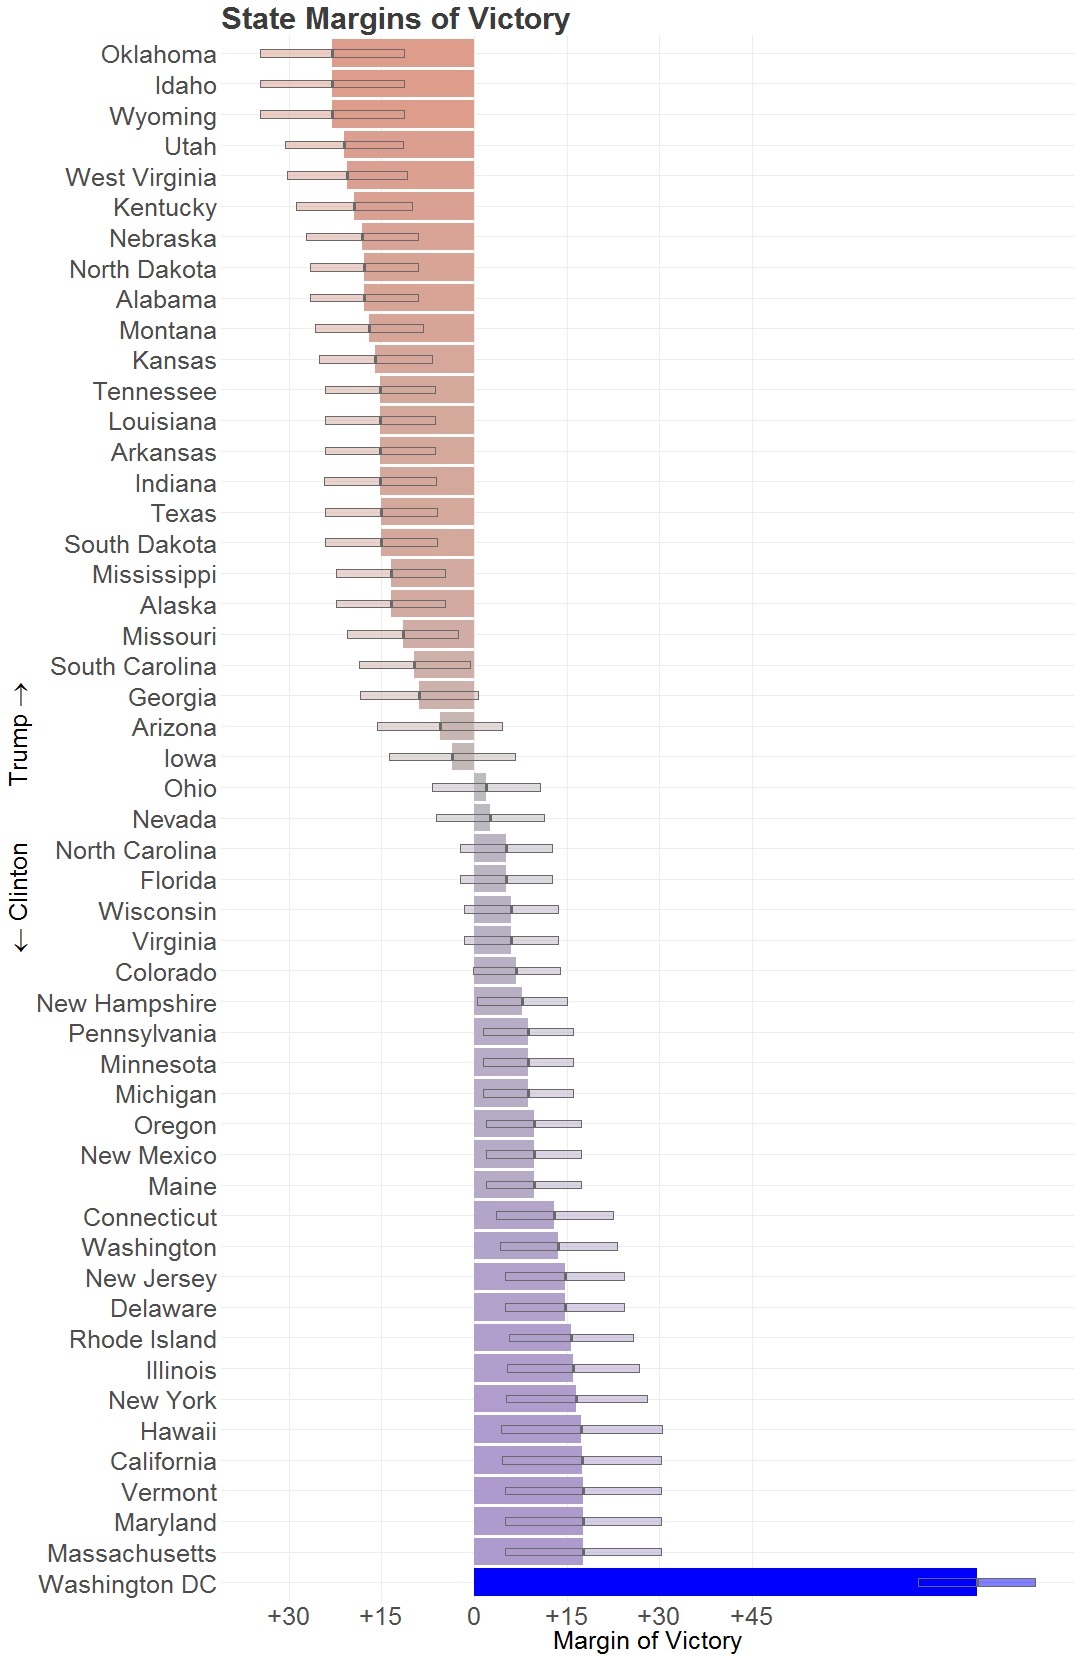 State Margins of Victory
Oklahoma
Idaho
Wyoming
Utah
West Virginia
Kentucky
Nebraska
North Dakota
Alabama
Montana
Kansas
Tennessee
Louisiana
Arkansas
Indiana
Texas
South Dakota
Mississippi
Alaska
Missouri
South Carolina
Georgia
Arizona
Iowa
Ohio
Nevada
North Carolina
Florida
Wisconsin
Virginia
Colorado
New Hampshire
Pennsylvania
Minnesota
Michigan
Oregon
New Mexico
Maine
Connecticut
Washington
New Jersey
Delaware
Rhode Island
Illinois
New York
Hawaii
California
Vermont
Maryland
Massachusetts
Washington DC
← Clinton Trump →
+30 +15 0 +15 +30 +45
Margin of Victory